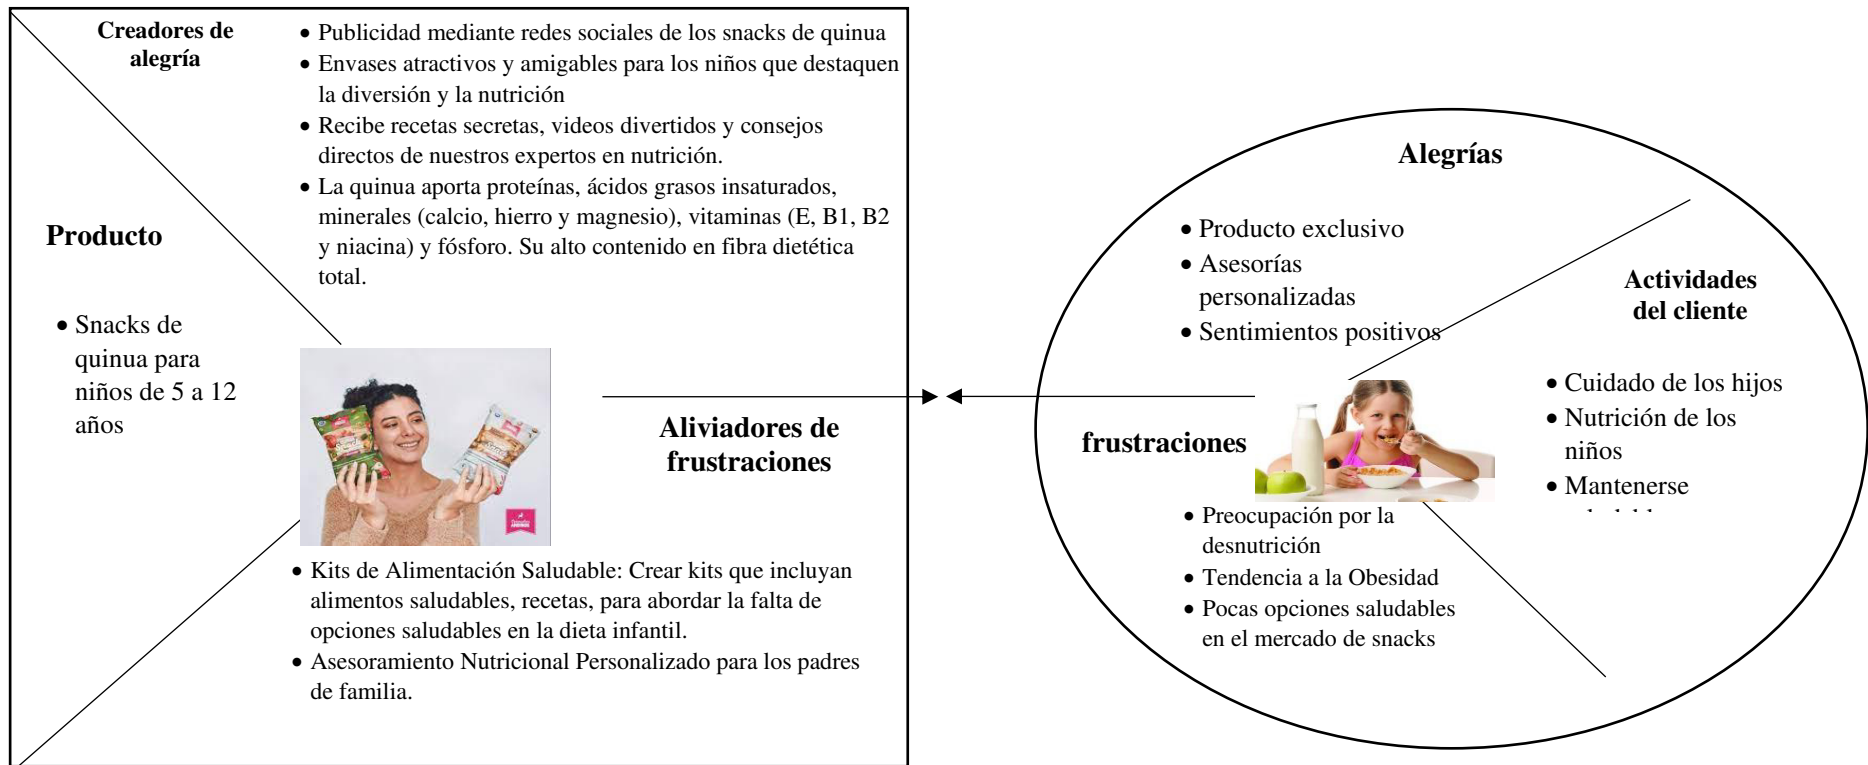 Creadores de
alegría
• Publicidad mediante redes sociales de los snacks de quinua
• Envases atractivos y amigables para los niños que destaquen
la diversión y la nutrición
• Recibe recetas secretas, videos divertidos y consejos
directos de nuestros expertos en nutrición.
• La quinua aporta proteínas, ácidos grasos insaturados,
minerales (calcio, hierro y magnesio), vitaminas (E, B1, B2
y niacina) y fósforo. Su alto contenido en fibra dietética
total.
Producto
• Snacks de
quinua para
niños de 5 a 12
años
Aliviadores de
frustraciones
• Kits de Alimentación Saludable: Crear kits que incluyan
alimentos saludables, recetas, para abordar la falta de
opciones saludables en la dieta infantil.
• Asesoramiento Nutricional Personalizado para los padres
de familia.
Alegrías
• Producto exclusivo
• Asesorías
personalizadas
• Sentimientos positivos
Actividades
del cliente
• Cuidado de los hijos
• Nutrición de los
niños
• Mantenerse
frustraciones
• Preocupación por la
desnutrición
• Tendencia a la Obesidad
• Pocas opciones saludables
en el mercado de snacks